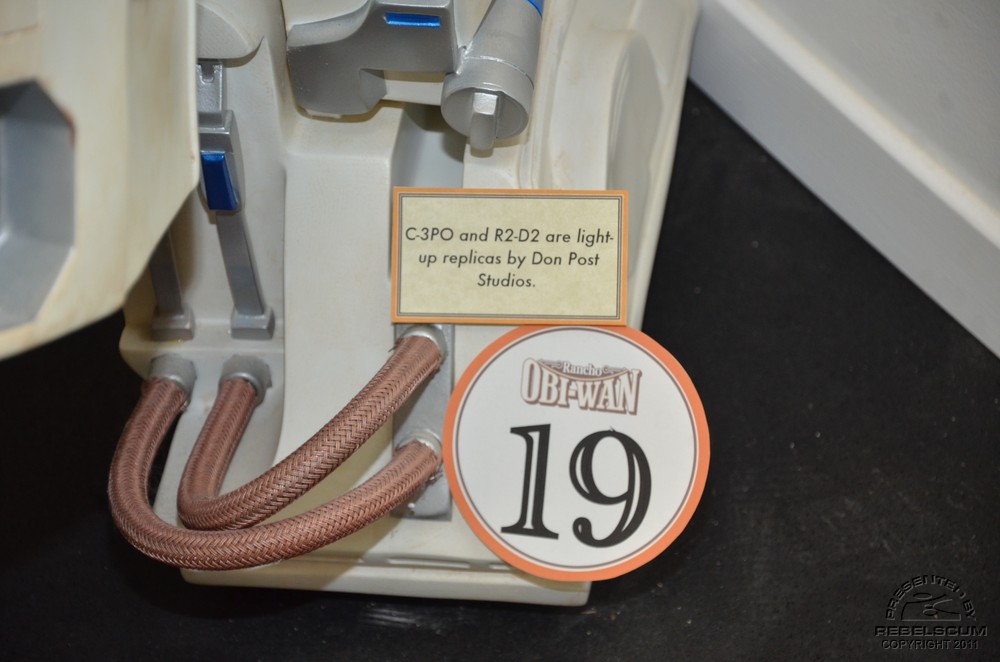 C-3PO and R2-D2 are light-
up replicas by Don Post
Studios.
Rancho
OBI-WAN
19
PRESENTED BY
REBELSCUM
COPYRIGHT 2011